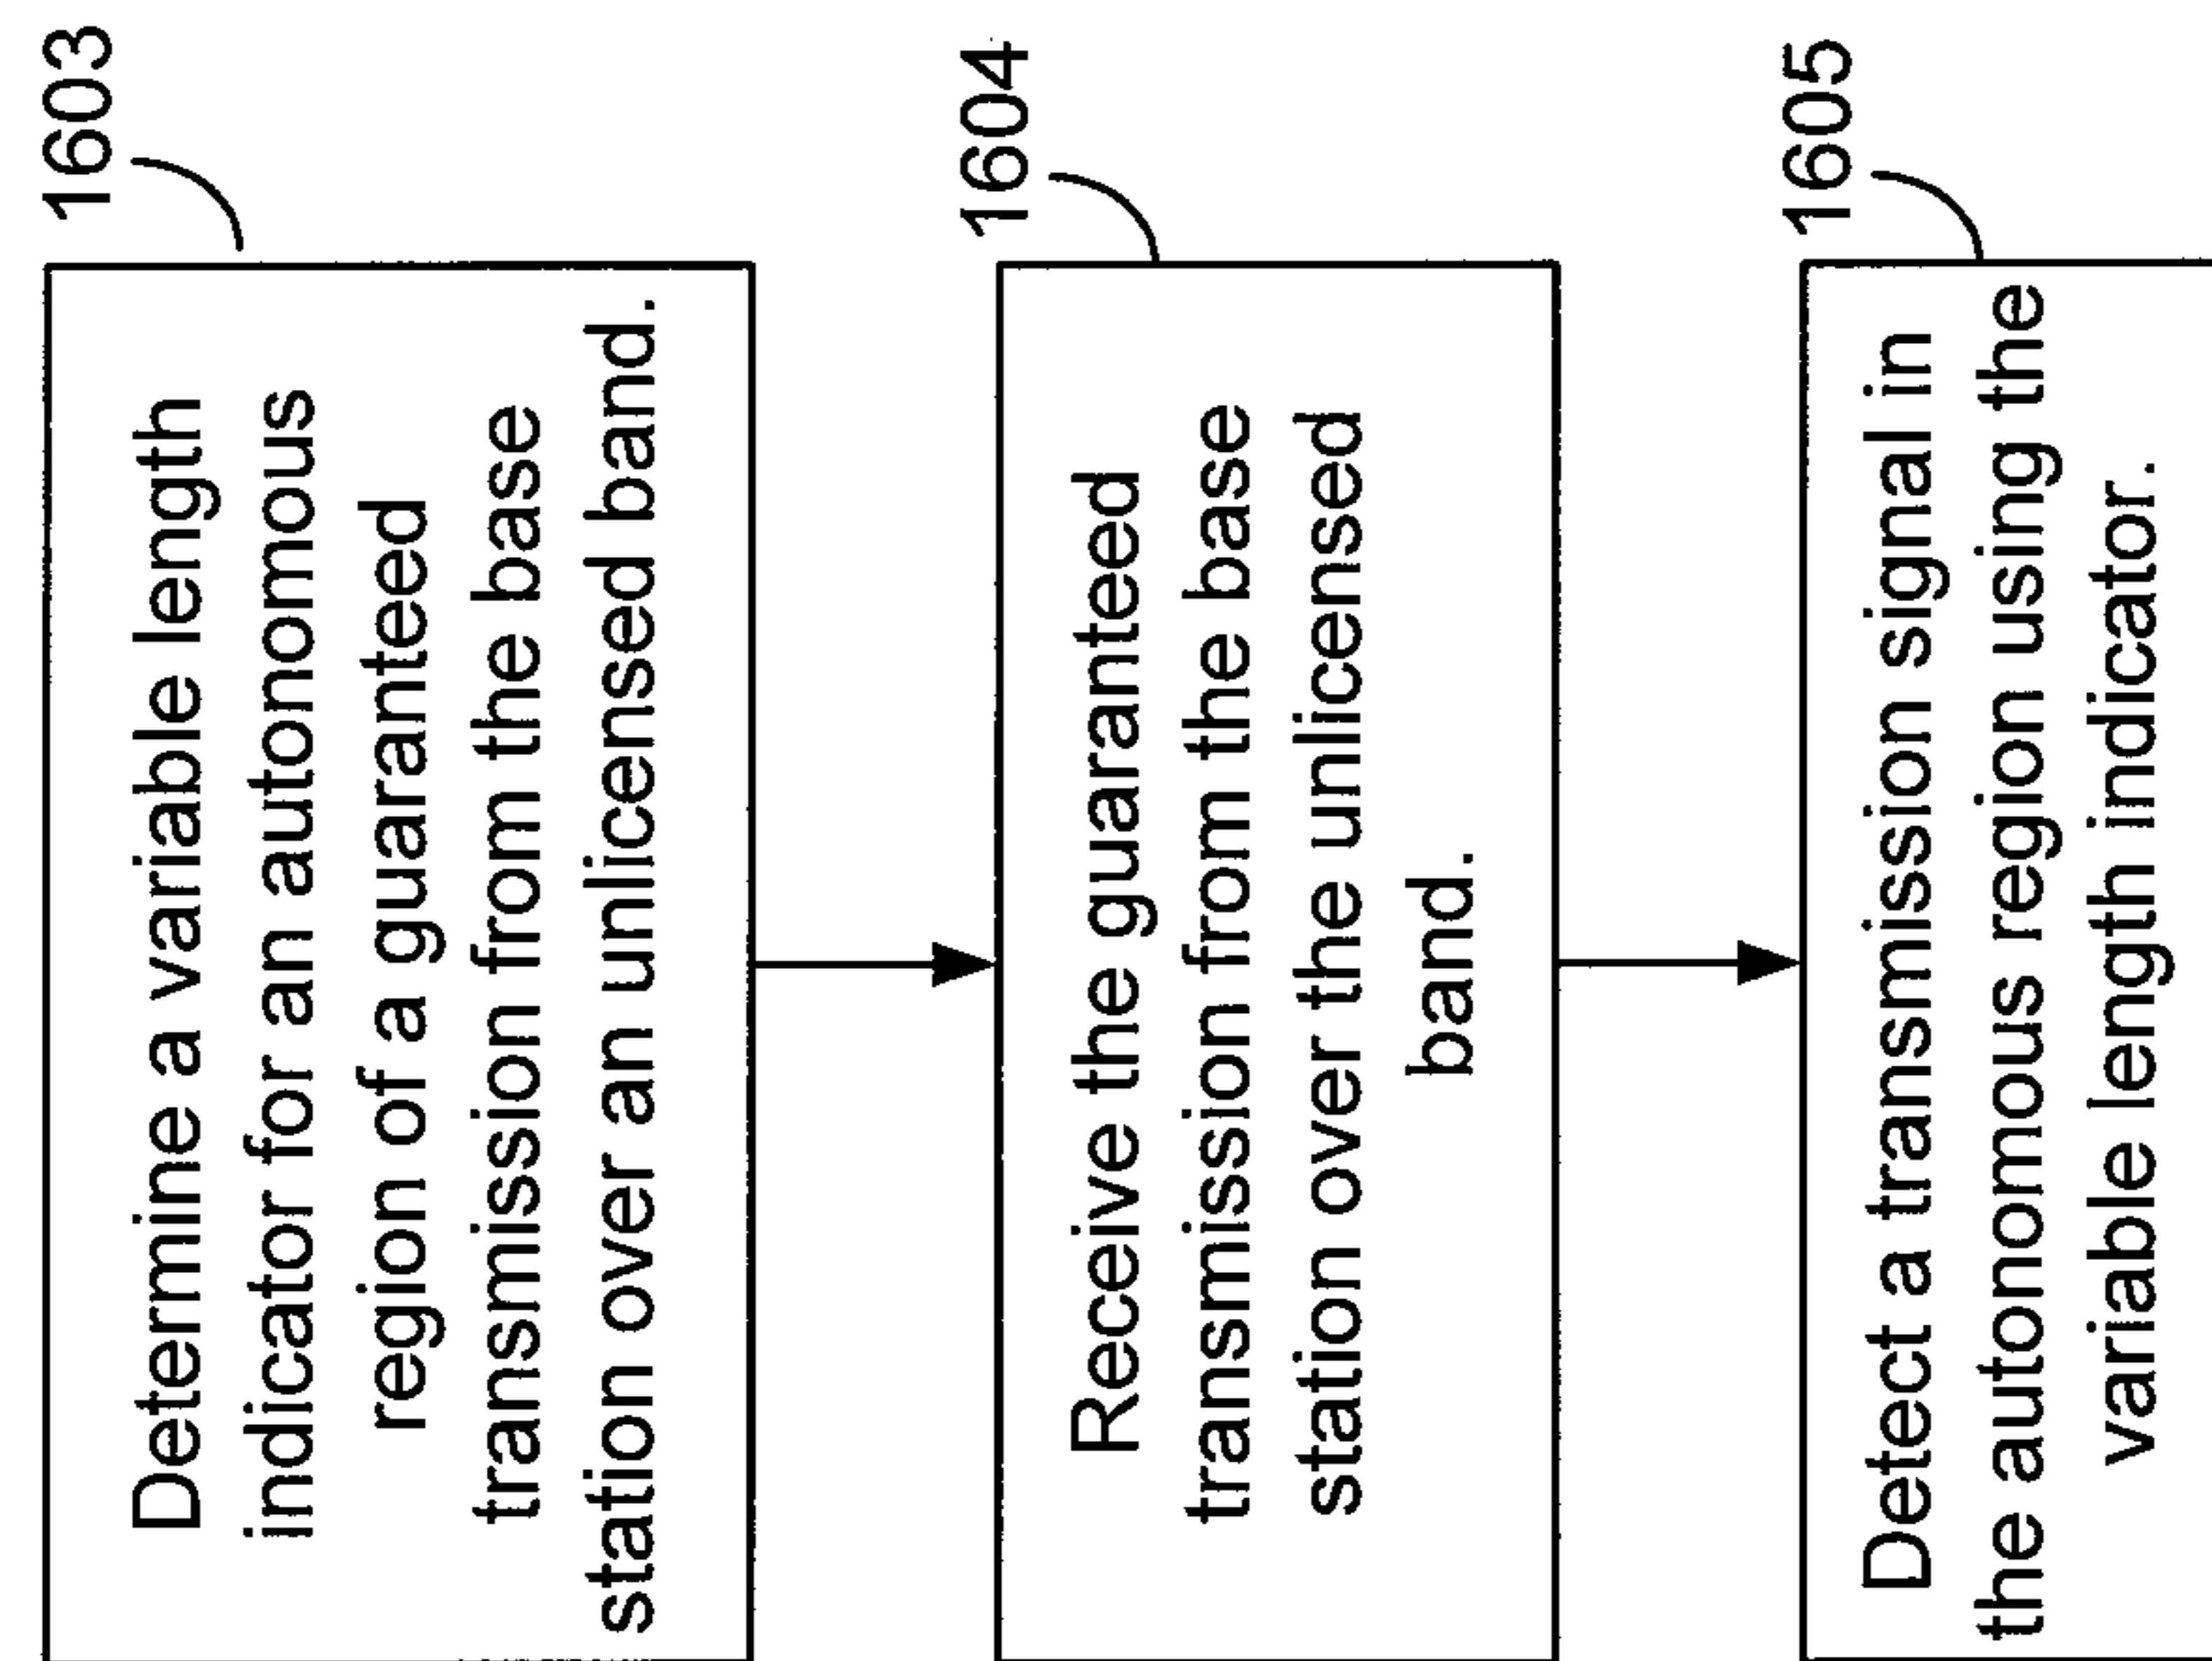 1603
Determine a variable length
indicator for an autonomous
region of a guaranteed
transmission from the base
station over an unlicensed band.
1604
Receive the guaranteed
transmission from the base
station over the unlicensed
band.
1605
Detect a transmission signal in
the autonomous region using the
variable length indicator.